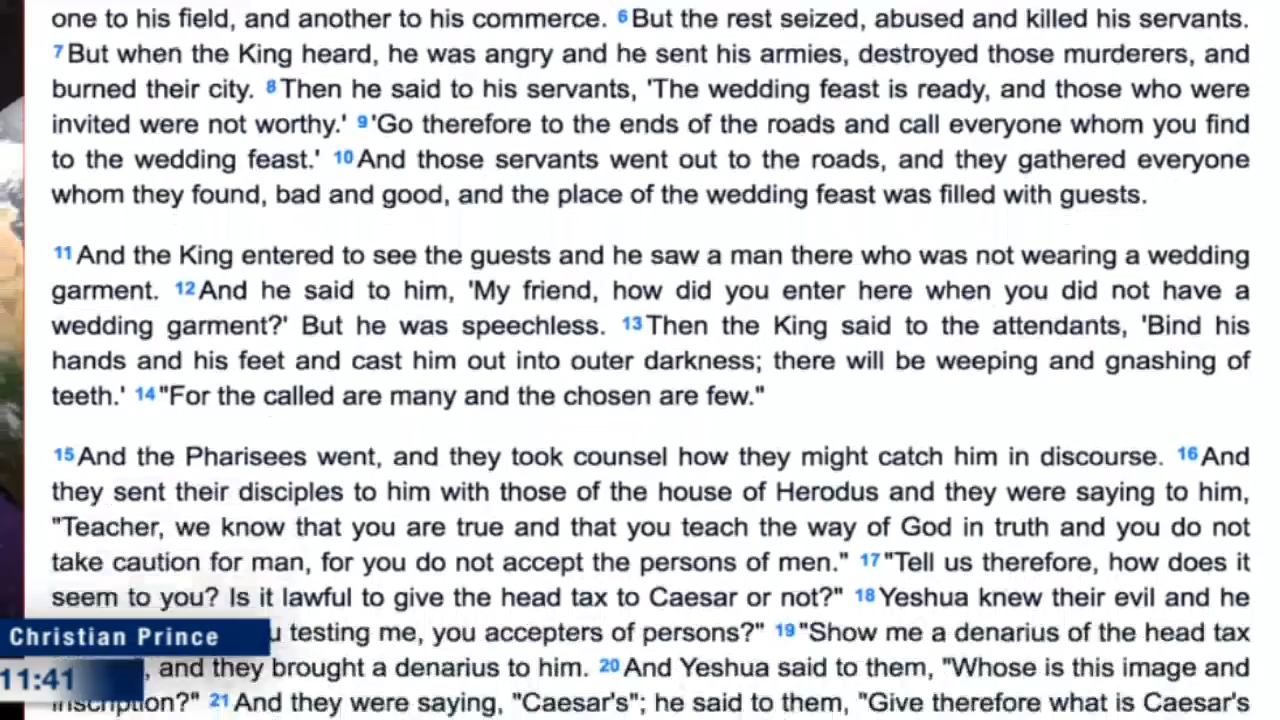 one to his field, and another to his commerce. 6 But the rest seized, abused and killed his servants.
7 But when the King heard, he was angry and he sent his armies, destroyed those murderers, and
burned their city. 8 Then he said to his servants, 'The wedding feast is ready, and those who were
invited were not worthy.' 9 'Go therefore to the ends of the roads and call everyone whom you find
to the wedding feast.' 10 And those servants went out to the roads, and they gathered everyone
whom they found, bad and good, and the place of the wedding feast was filled with guests.
11 And the King entered to see the guests and he saw a man there who was not wearing a wedding
garment. 12 And he said to him, 'My friend, how did you enter here when you did not have a
wedding garment?' But he was speechless. 13 Then the King said to the attendants, 'Bind his
hands and his feet and cast him out into outer darkness; there will be weeping and gnashing of
teeth.' 14 "For the called are many and the chosen are few."
15 And the Pharisees went, and they took counsel how they might catch him in discourse. 16 And
they sent their disciples to him with those of the house of Herodus and they were saying to him,
"Teacher, we know that you are true and that you teach the way of God in truth and you do not
take caution for man, for you do not accept the persons of men." 17 "Tell us therefore, how does it
seem to you? Is it lawful to give the head tax to Caesar or not?" 18 Yeshua knew their evil and he
Christian Prince
testing me, you accepters of persons?" 19 "Show me a denarius of the head tax
11:41
, and they brought a denarius to him. 20 And Yeshua said to them, "Whose is this image and
inscription?" 21 And they were saying, "Caesar's"; he said to them, "Give therefore what is Caesar's